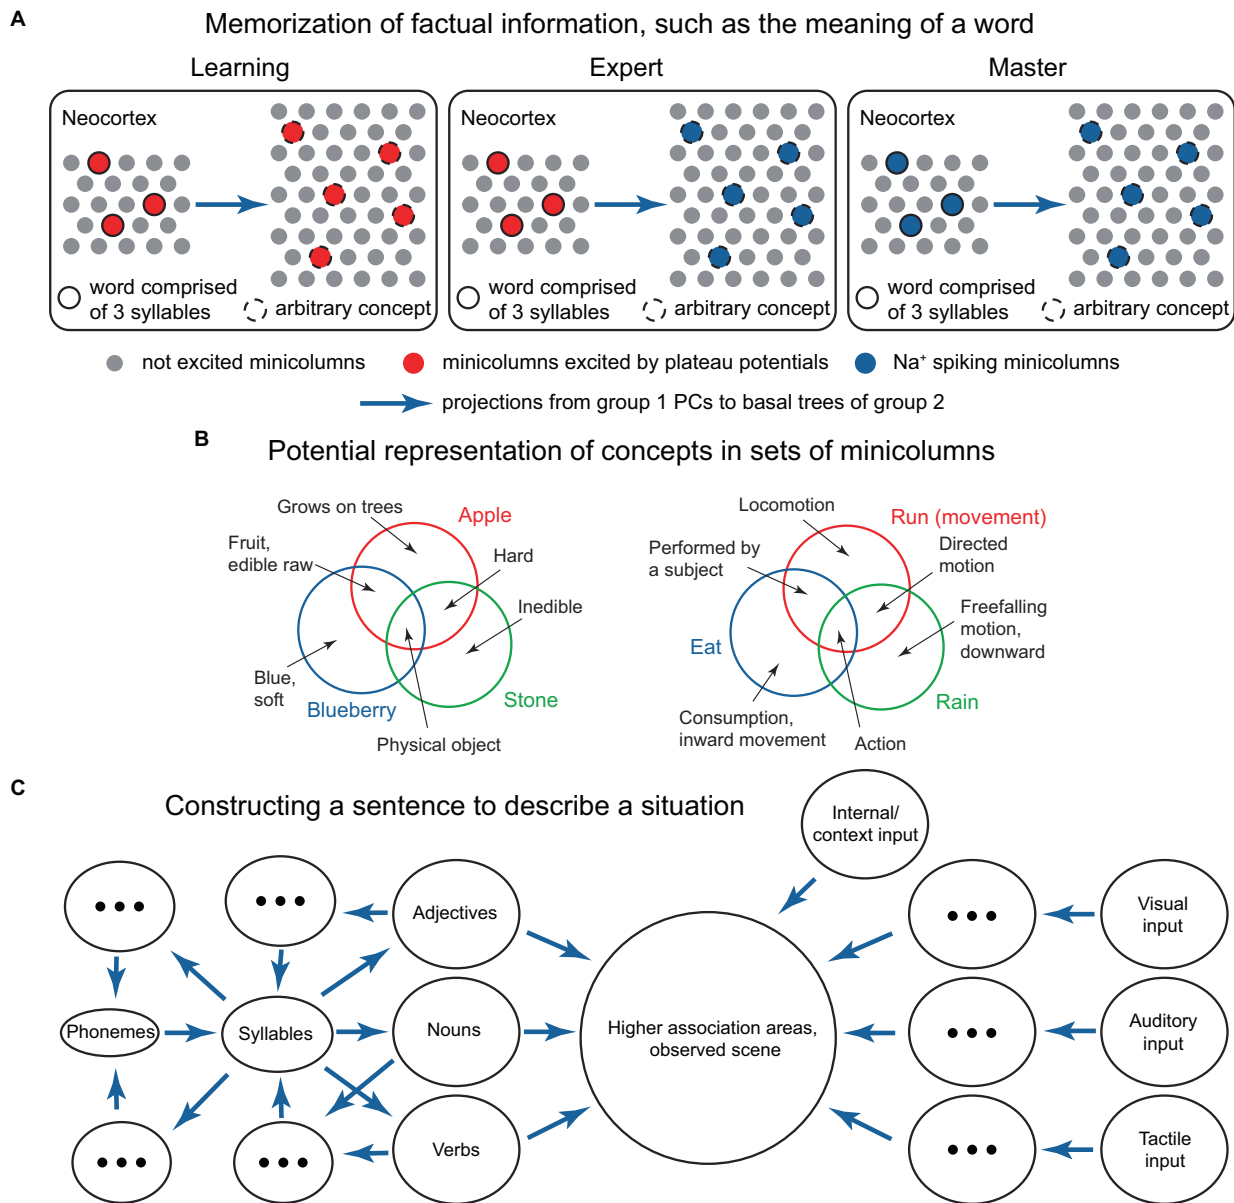 A
Memorization of factual information, such as the meaning of a word
Learning
Expert
Master
Neocortex
word comprised
of 3 syllables
arbitrary concept
Neocortex
word comprised
of 3 syllables
arbitrary concept
Neocortex
word comprised
of 3 syllables
arbitrary concept
not excited minicolumns
minicolumns excited by plateau potentials
Na+ spiking minicolumns
projections from group 1 PCs to basal trees of group 2
B
Potential representation of concepts in sets of minicolumns
Grows on trees
Apple
Fruit,
edible raw
Hard
Inedible
Blue,
soft
Blueberry
Stone
Physical object
Locomotion
Run (movement)
Performed by
a subject
Directed
motion
Freefalling
motion,
downward
Eat
Rain
Consumption,
inward movement
Action
C
Constructing a sentence to describe a situation
Internal/
context input
Adjectives
Visual
input
Phonemes
Syllables
Nouns
Higher association areas,
observed scene
Auditory
input
Verbs
Tactile
input